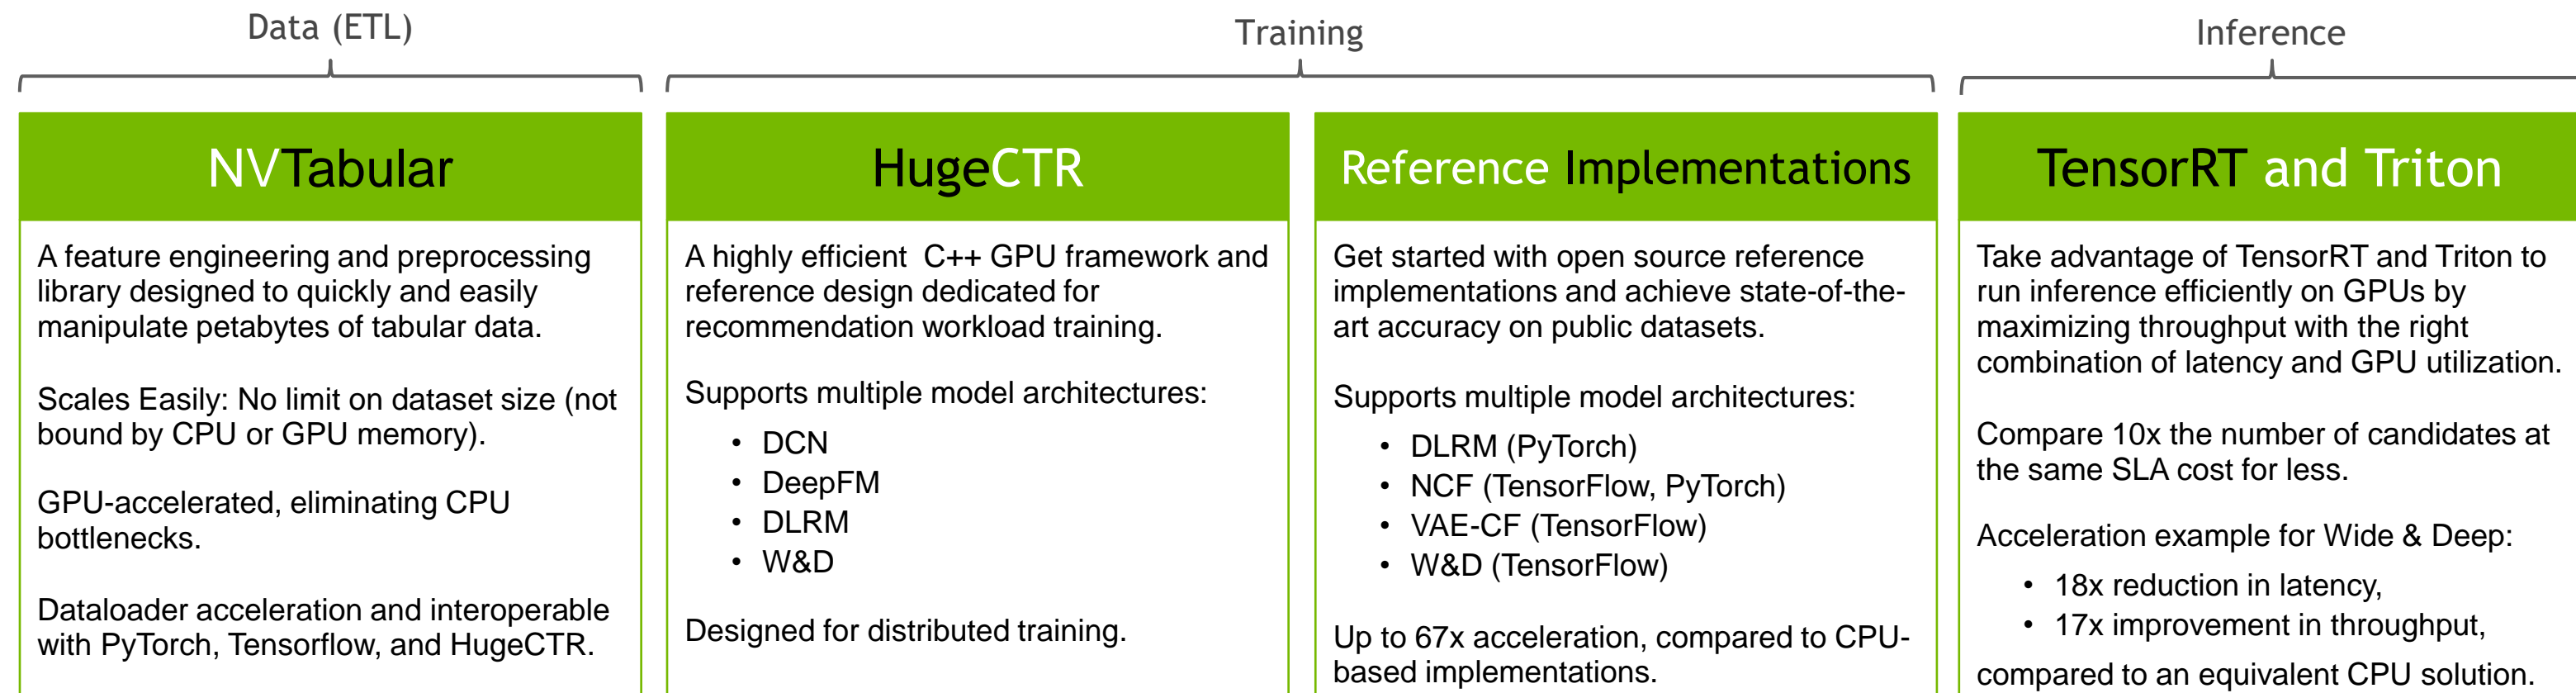 Data (ETL)
Training
Inference
NVTabular
A feature engineering and preprocessing
library designed to quickly and easily
manipulate petabytes of tabular data.
Scales Easily: No limit on dataset size (not
bound by CPU or GPU memory).
GPU-accelerated, eliminating CPU
bottlenecks.
Dataloader acceleration and interoperable
with PyTorch, Tensorflow, and HugeCTR.
HugeCTR
A highly efficient C++ GPU framework and
reference design dedicated for
recommendation workload training.
Supports multiple model architectures:
• DCN
• DeepFM
• DLRM
• W&D
Designed for distributed training.
Reference Implementations
Get started with open source reference
implementations and achieve state-of-the-
art accuracy on public datasets.
Supports multiple model architectures:
• DLRM (PyTorch)
• NCF (TensorFlow, PyTorch)
• VAE-CF (TensorFlow)
• W&D (TensorFlow)
Up to 67x acceleration, compared to CPU-
based implementations.
TensorRT and Triton
Take advantage of TensorRT and Triton to
run inference efficiently on GPUs by
maximizing throughput with the right
combination of latency and GPU utilization.
Compare 10x the number of candidates at
the same SLA cost for less.
Acceleration example for Wide & Deep:
• 18x reduction in latency,
• 17x improvement in throughput,
compared to an equivalent CPU solution.